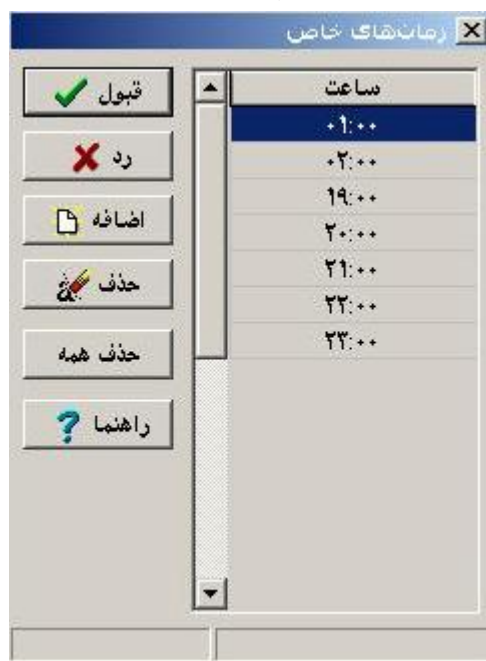 زمان‌های خاص
ساعت
۰۱:۰۰
۰۲:۰۰
۱۹:۰۰
۲۰:۰۰
۲۱:۰۰
۲۲:۰۰
۲۳:۰۰
قبول
رد
اضافه
حذف
حذف همه
راهنما